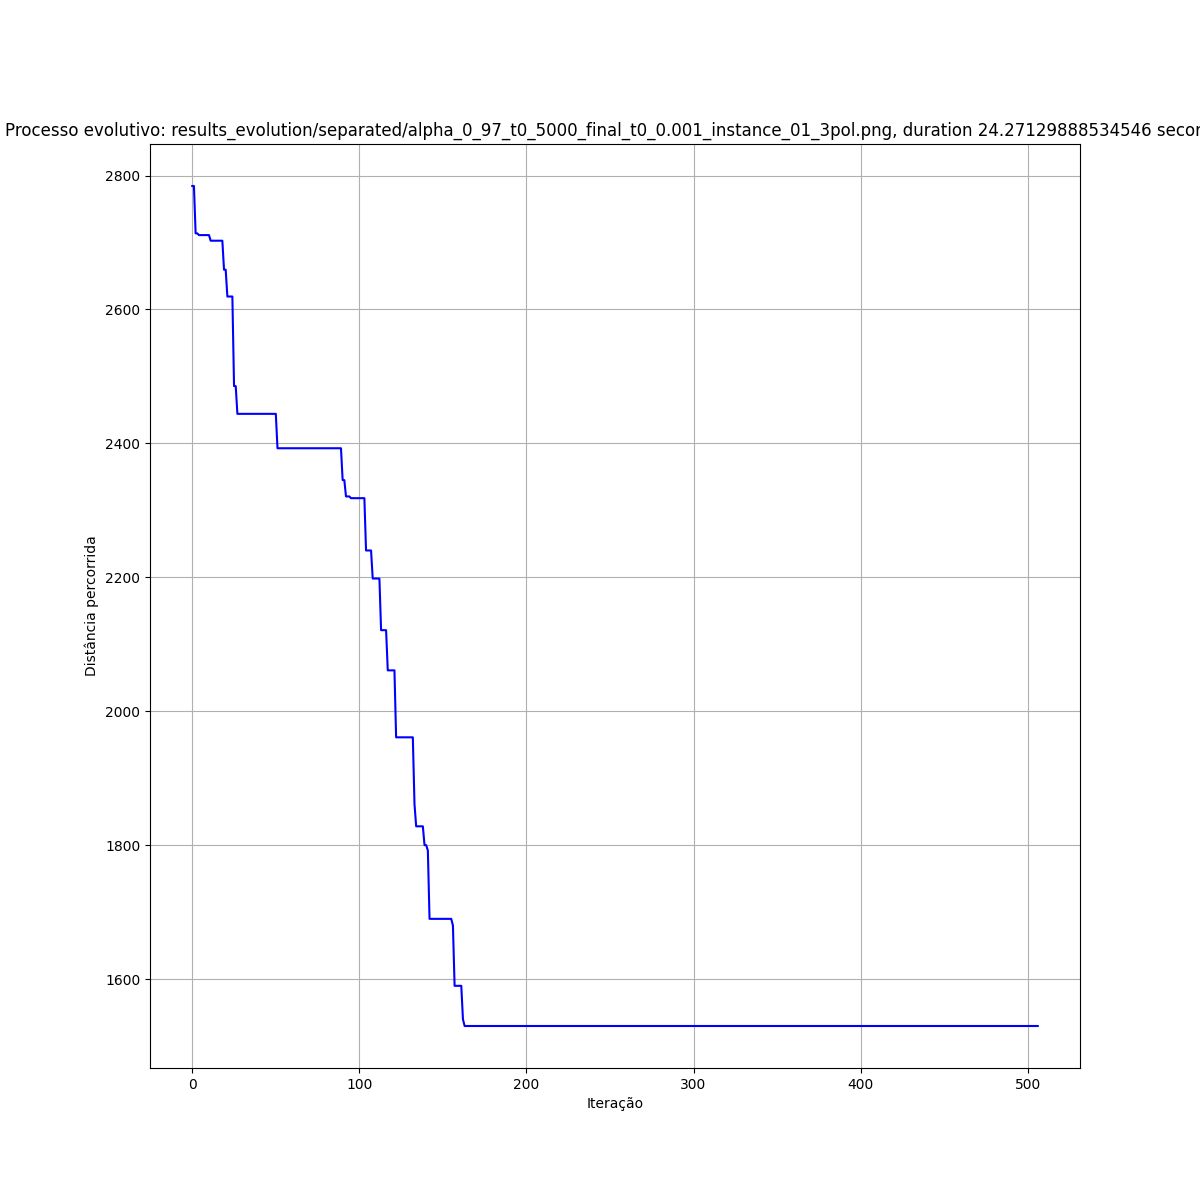 Processo evolutivo: results_evolution/separated/alpha_0_97_t0_5000_final_t0_0.001_instance_01_3pol.png, duration 24.27129888534546 secon
2800
2600
2400
2200
2000
1800
1600
Distância percorrida
0 100 200 300 400 500
Iteração